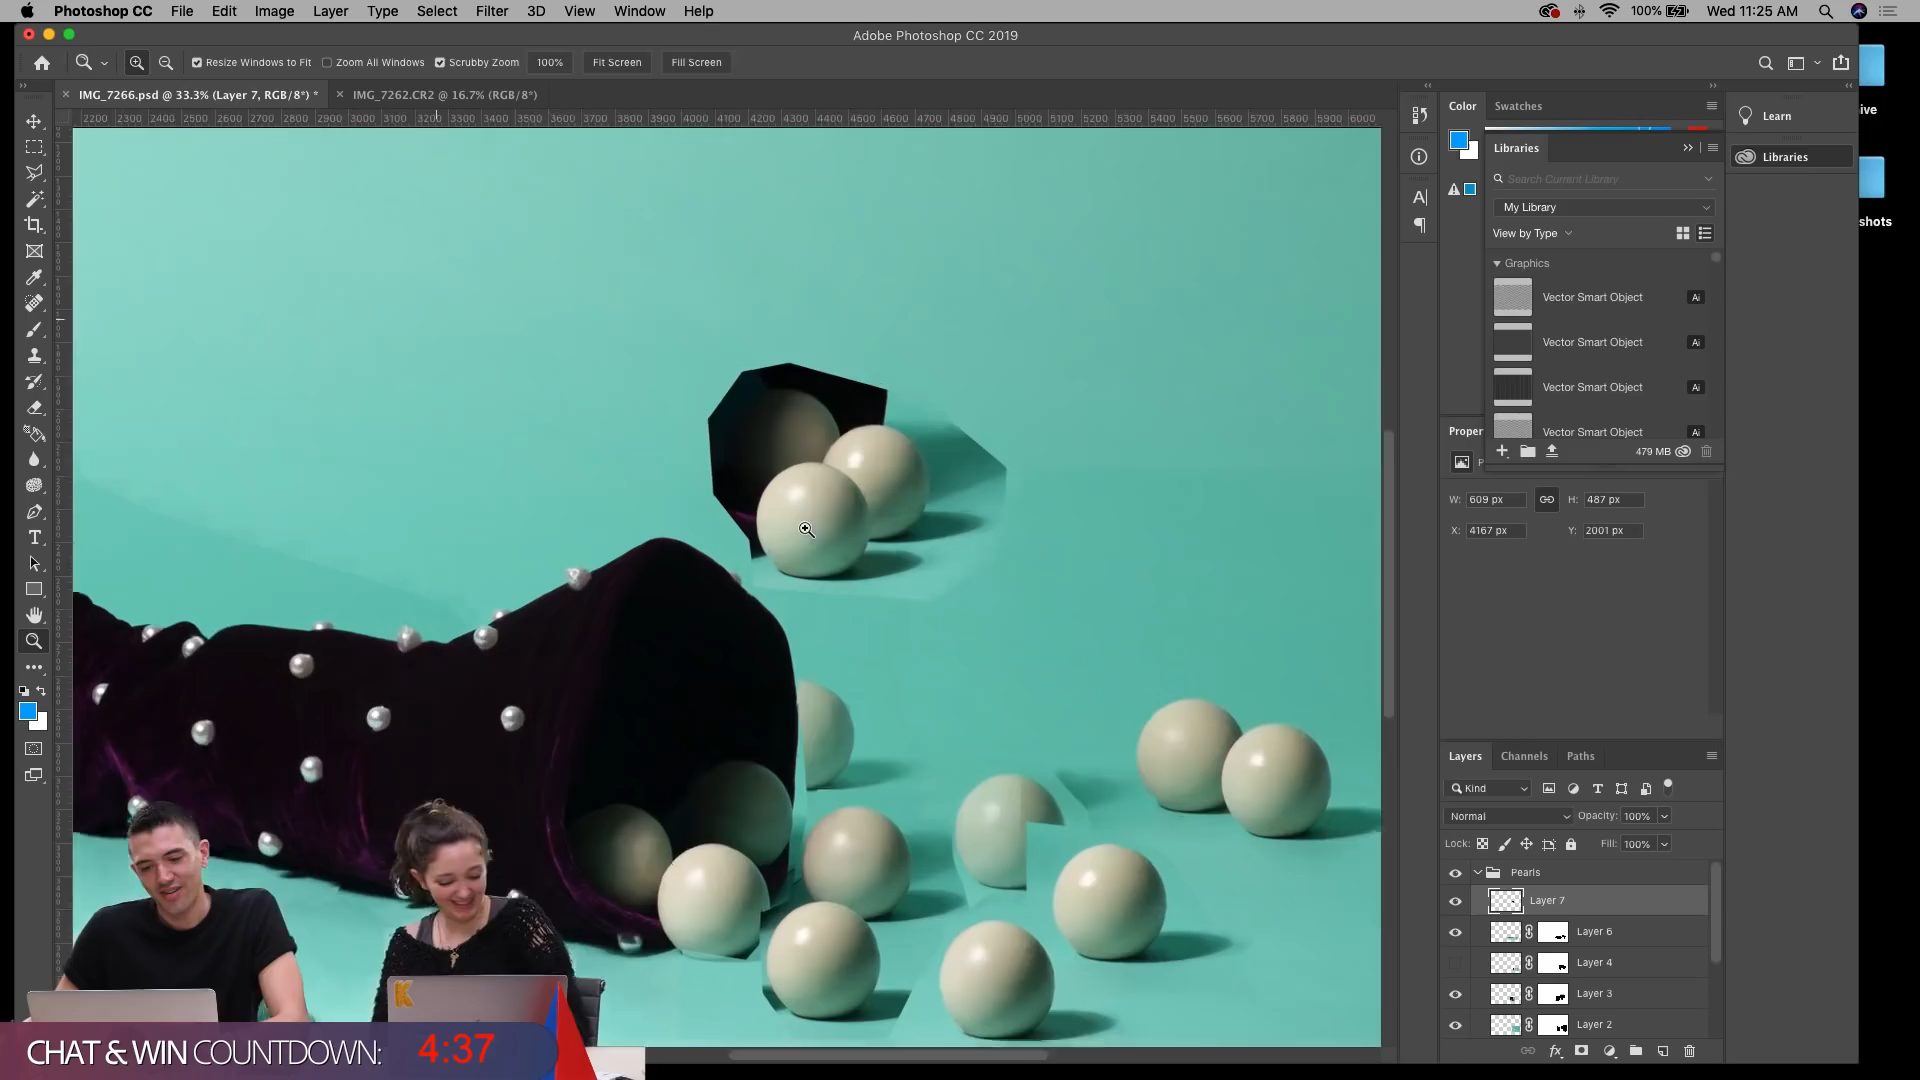 Photoshop CC File Edit Image Layer Type Select Filter 3D View Window Help 100% Wed 11:25 AM
Adobe Photoshop CC 2019
Resize Windows to Fit Zoom All Windows Scrubby Zoom 100% Fit Screen Fill Screen
IMG_7266.psd @ 33.3% (Layer 7, RGB/8*) * IMG_7262.CR2 @ 16.7% (RGB/8*)
2200 2300 2400 2500 2600 2700 2800 2900 3000 3100 3200 3300 3400 3500 3600 3700 3800 3900 4000 4100 4200 4300 4400 4500 4600 4700 4800 4900 5000 5100 5200 5300 5400 5500 5600 5700 5800 5900 6000
Color Swatches
Learn
ive
Libraries
Libraries
Search Current Library
My Library
shots
View by Type
Graphics
Vector Smart Object Ai
Vector Smart Object Ai
Vector Smart Object Ai
Vector Smart Object Ai
Proper
479 MB
P
W: 609 px H: 487 px
X: 4167 px Y: 2001 px
Layers Channels Paths
Kind
Normal Opacity: 100%
Lock: Fill: 100%
Pearls
Layer 7
Layer 6
Layer 4
Layer 3
Layer 2
fx
K
CHAT & WIN COUNTDOWN: 4:37